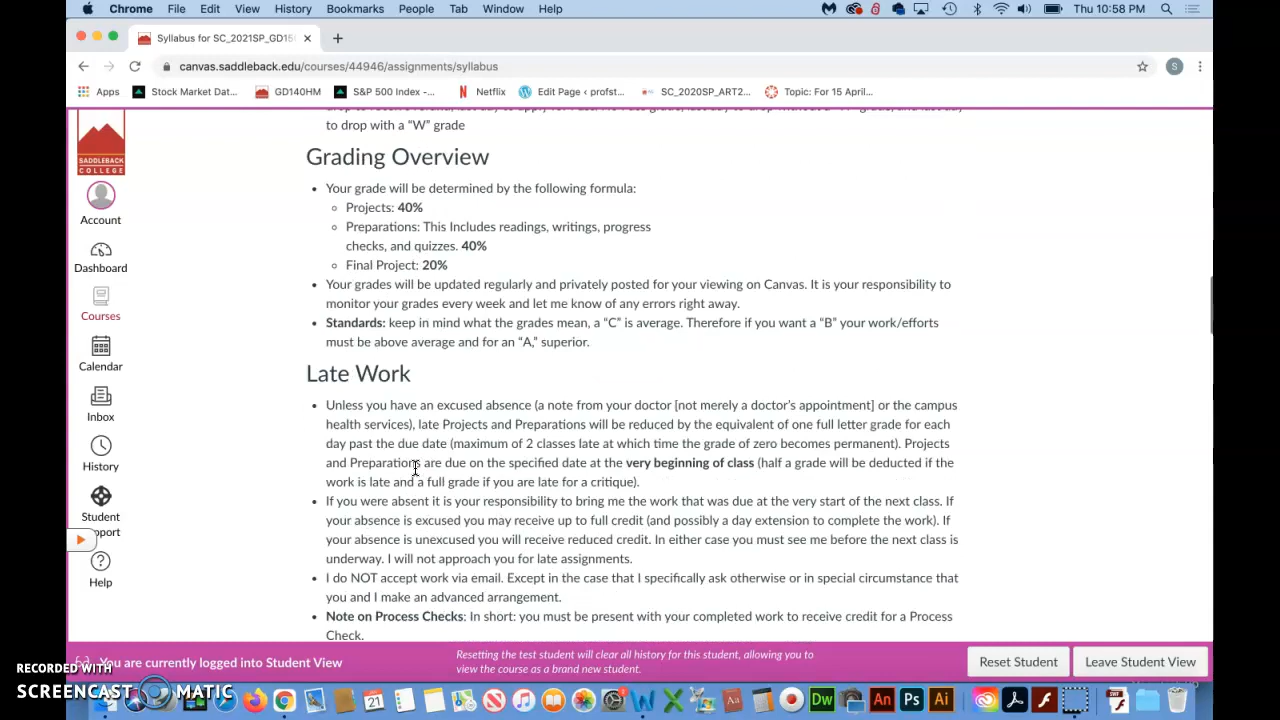 Chrome File Edit View History Bookmarks People Tab Window Help Thu 10:58 PM
Syllabus for SC_2021SP_GD15
canvas.saddleback.edu/courses/44946/assignments/syllabus S
Apps Stock Market Dat... GD140HM S&P 500 Index -... Netflix Edit Page ‹ profst... SC_2020SP_ART2... Topic: For 15 April...
to drop with a “W” grade
SADDLEBACK
COLLEGE
Account
Dashboard
Courses
Calendar
Inbox
History
Student
Help
Grading Overview
Your grade will be determined by the following formula:
Projects: 40%
Preparations: This Includes readings, writings, progress
checks, and quizzes. 40%
Final Project: 20%
Your grades will be updated regularly and privately posted for your viewing on Canvas. It is your responsibility to
monitor your grades every week and let me know of any errors right away.
Standards: keep in mind what the grades mean, a “C” is average. Therefore if you want a “B” your work/efforts
must be above average and for an “A,” superior.
Late Work
Unless you have an excused absence (a note from your doctor [not merely a doctor’s appointment] or the campus
health services), late Projects and Preparations will be reduced by the equivalent of one full letter grade for each
day past the due date (maximum of 2 classes late at which time the grade of zero becomes permanent). Projects
and Preparations are due on the specified date at the very beginning of class (half a grade will be deducted if the
work is late and a full grade if you are late for a critique).
If you were absent it is your responsibility to bring me the work that was due at the very start of the next class. If
your absence is excused you may receive up to full credit (and possibly a day extension to complete the work). If
your absence is unexcused you will receive reduced credit. In either case you must see me before the next class is
underway. I will not approach you for late assignments.
I do NOT accept work via email. Except in the case that I specifically ask otherwise or in special circumstance that
you and I make an advanced arrangement.
Note on Process Checks: In short: you must be present with your completed work to receive credit for a Process
Check.
You are currently logged into Student View
Resetting the test student will clear all history for this student, allowing you to
view the course as a brand new student.
Reset Student Leave Student View
RECORDED WITH
SCREENCAST MATIC
W X Aa Dw An Ps Ai